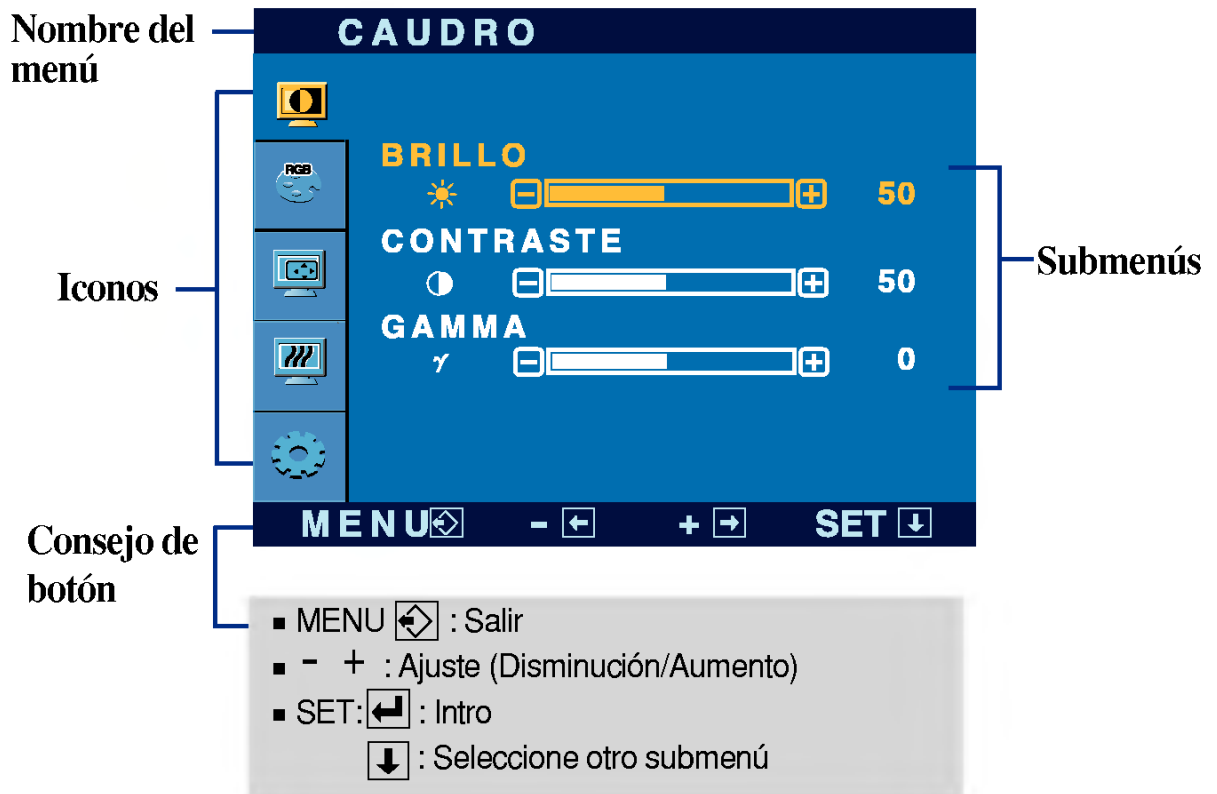 Nombre del
menú
CAUDRO
RGB
BRILLO
50
CONTRASTE
50
GAMMA
γ
0
Iconos
Submenús
MENU - + SET
Consejo de
botón
MENU : Salir
- + : Ajuste (Disminución/Aumento)
SET: : Intro
: Seleccione otro submenú